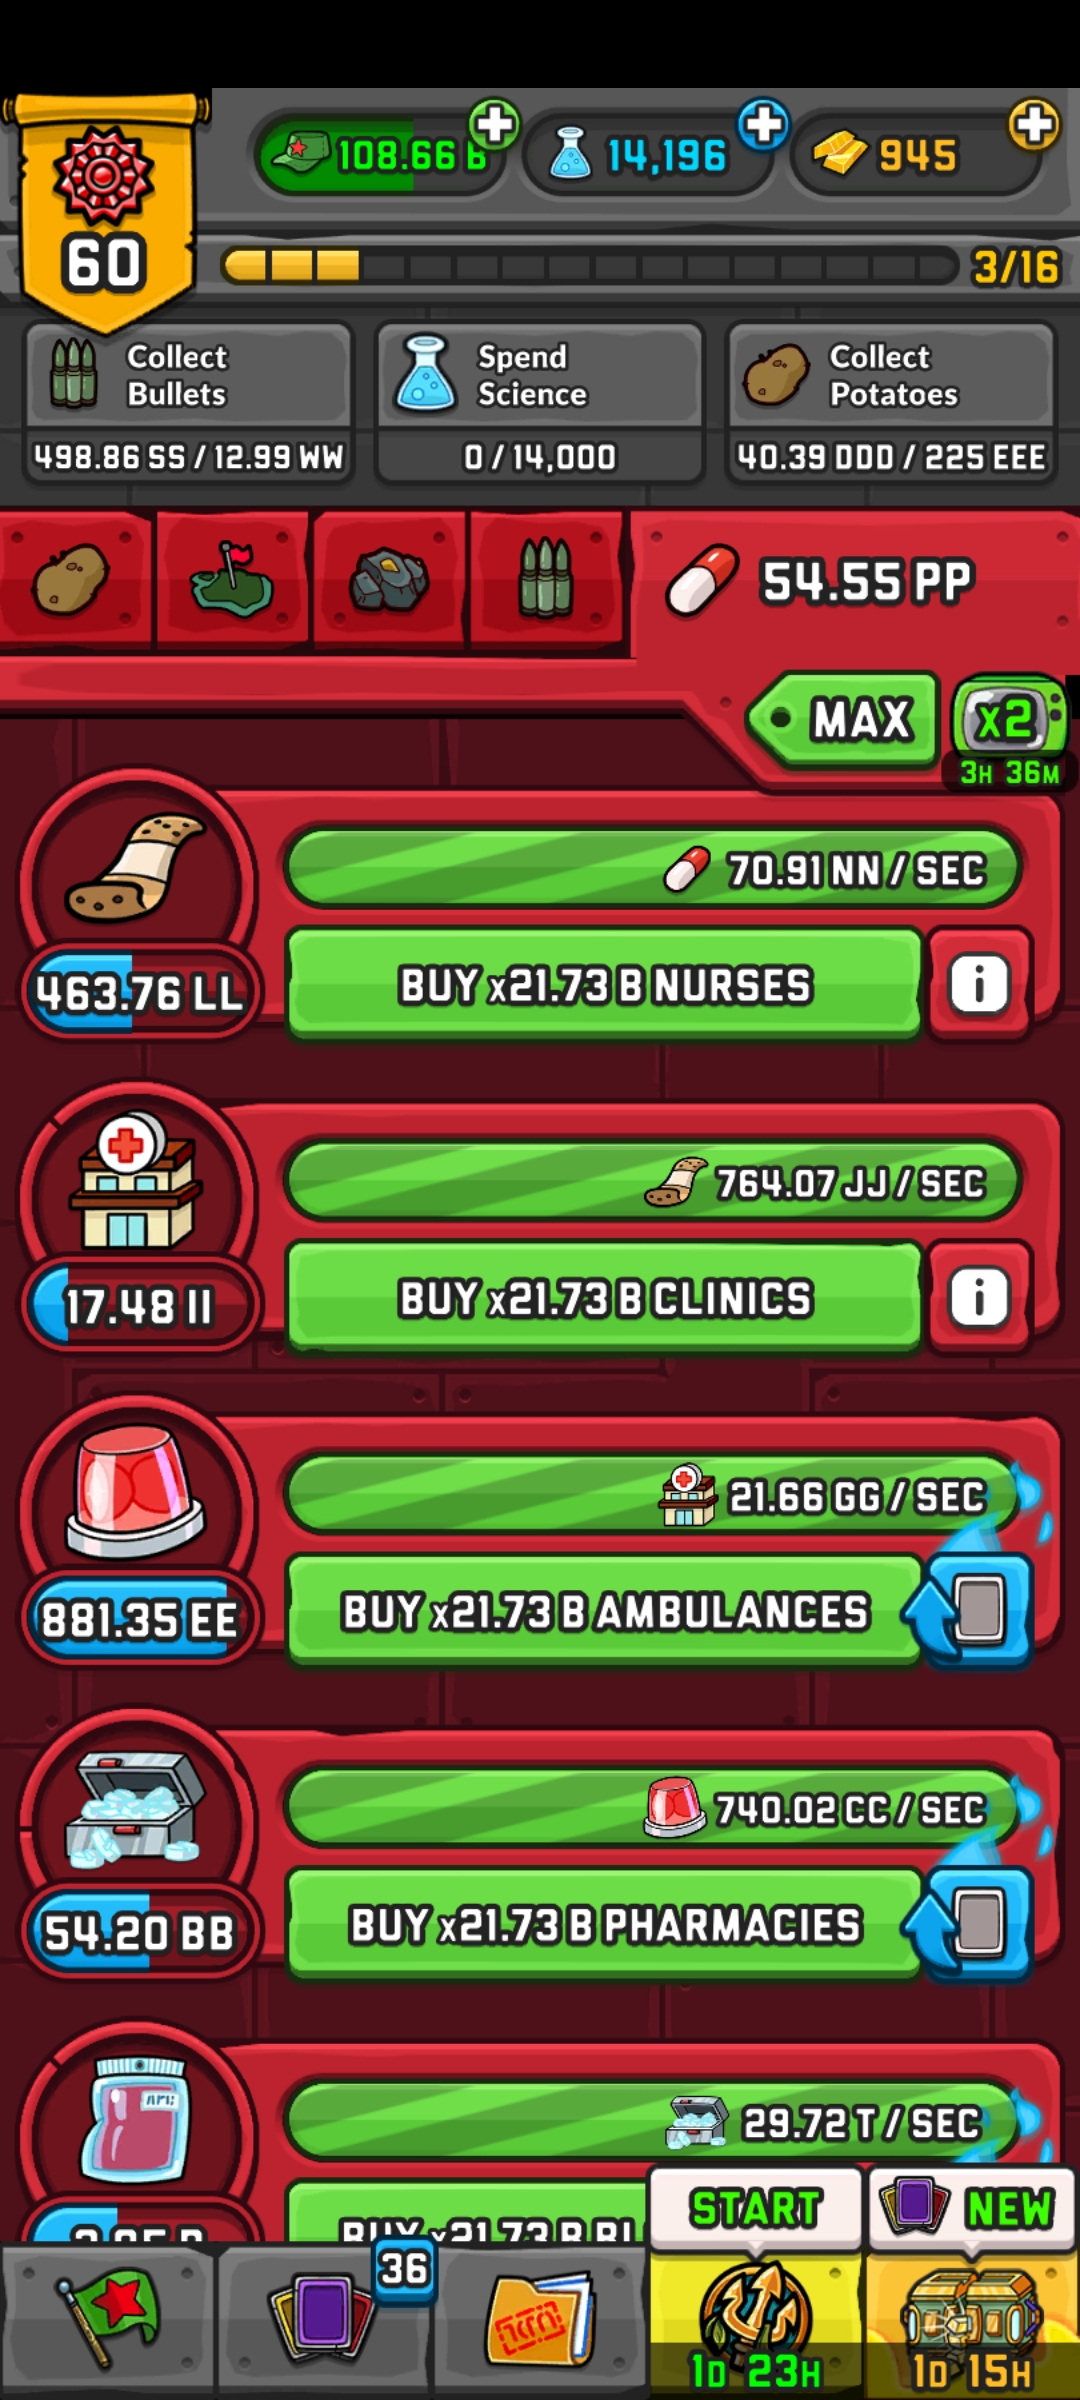 108.66 B
14,196
945
60
3/16
Collect
Bullets
498.86 SS / 12.99 WW
Spend
Science
0 / 14,000
Collect
Potatoes
40.39 DDD / 225 EEE
54.55 PP
MAX
x2
3H 36M
70.91 NN / SEC
463.76 LL
BUY x21.73 B NURSES
i
764.07 JJ / SEC
17.48 II
BUY x21.73 B CLINICS
i
21.66 GG / SEC
881.35 EE
BUY x21.73 B AMBULANCES
740.02 CC / SEC
54.20 BB
BUY x21.73 B PHARMACIES
29.72 T / SEC
BUY x21.73 B
START
NEW
36
1D 23H
1D 15H